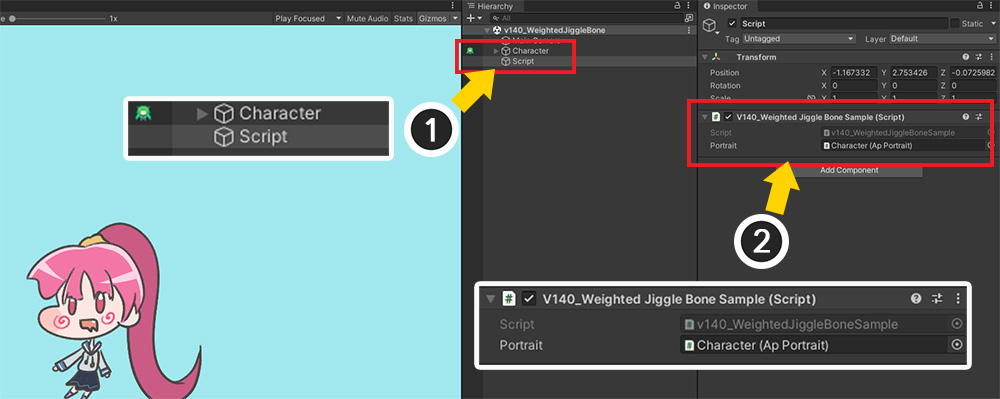 1x
Play Focused
Mute Audio
Stats
Gizmos
Character
Script
1
Hierarchy
All
v140_WeightedJiggleBone
Main Camera
Character
Script
Inspector
Script
Static
Tag Untagged Layer Default
Transform
Position X -1.167332 Y 2.753426 Z -0.0725982
Rotation X 0 Y 0 Z 0
Scale X 1 Y 1 Z 1
V140_Weighted Jiggle Bone Sample (Script)
Script v140_WeightedJiggleBoneSample
Portrait Character (Ap Portrait)
Add Component
2
V140_Weighted Jiggle Bone Sample (Script)
Script # v140_WeightedJiggleBoneSample
Portrait # Character (Ap Portrait)